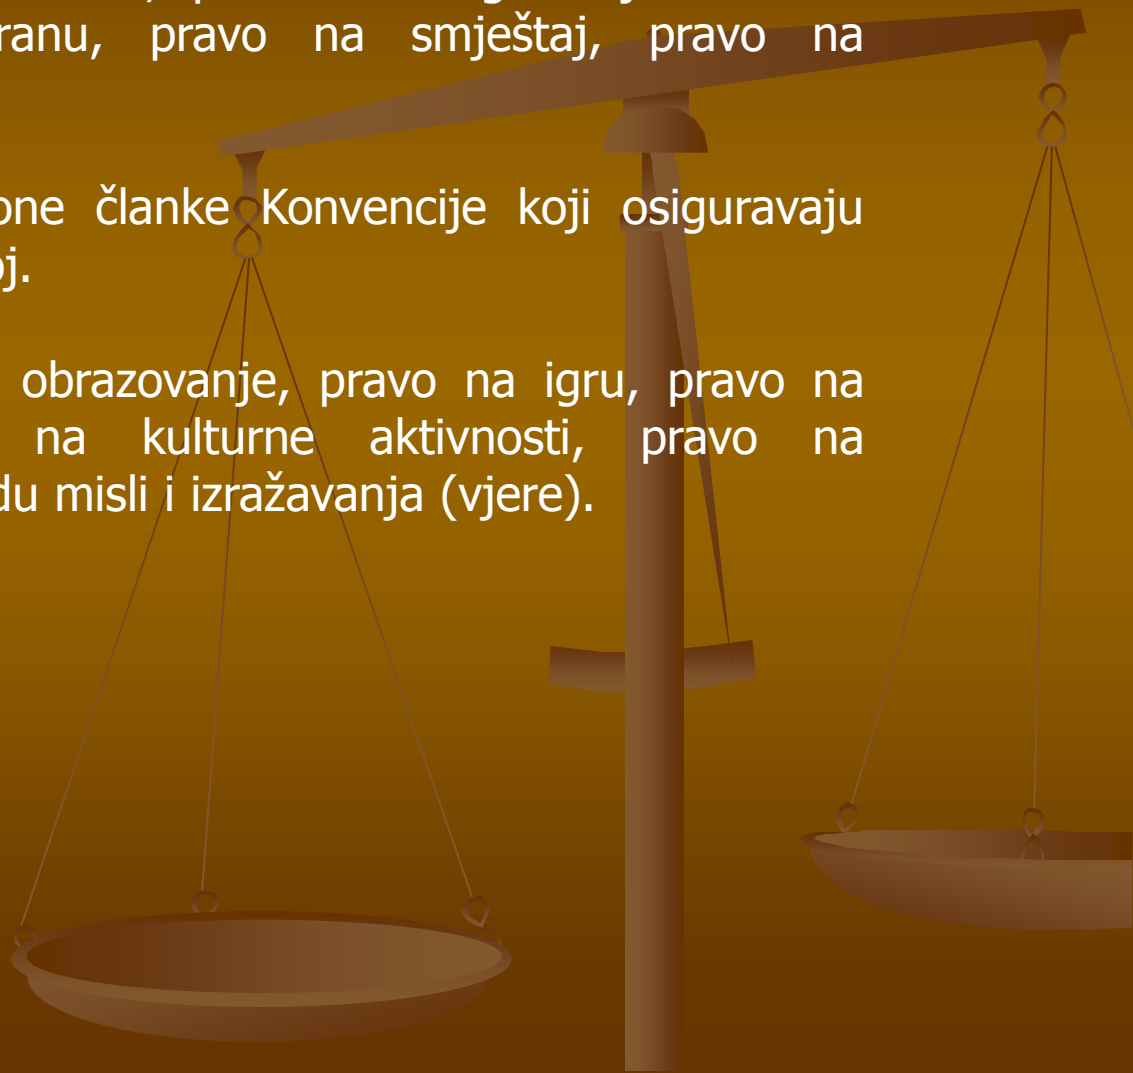 ranu, pravo na smještaj, pravo na
one članke Konvencije koji osiguravaju
oj.
obrazovanje, pravo na igru, pravo na
na kulturne aktivnosti, pravo na
du misli i izražavanja (vjere).